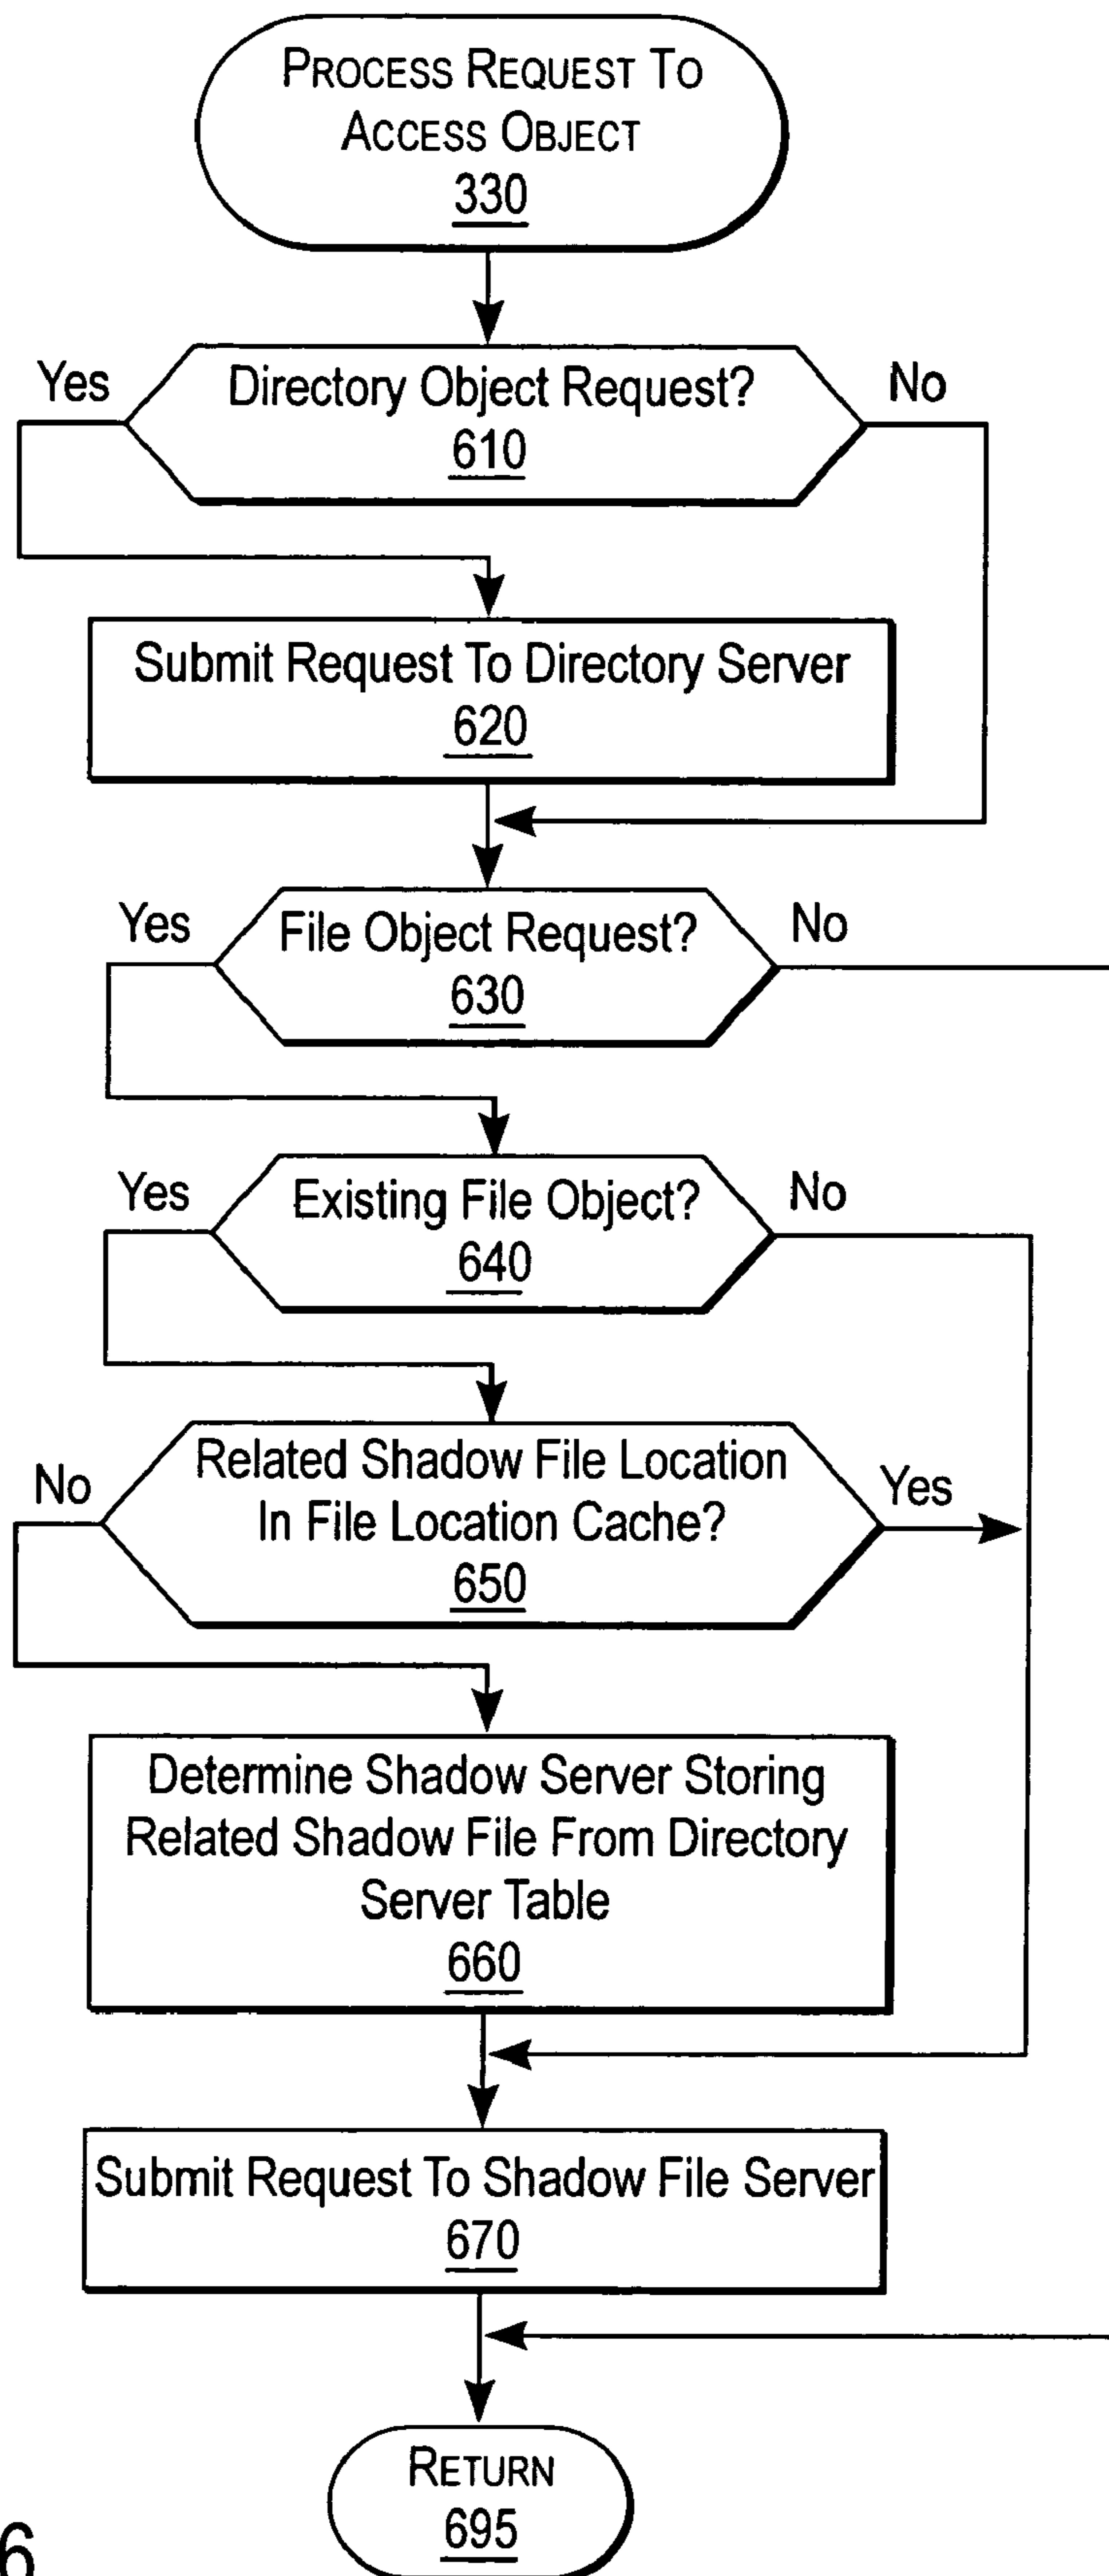 PROCESS REQUEST TO
ACCESS OBJECT
330
Yes
Directory Object Request?
No
610
Submit Request To Directory Server
620
Yes
File Object Request?
No
630
Yes
Existing File Object?
No
640
No
Related Shadow File Location
In File Location Cache?
Yes
650
Determine Shadow Server Storing
Related Shadow File From Directory
Server Table
660
Submit Request To Shadow File Server
670
RETURN
695
6